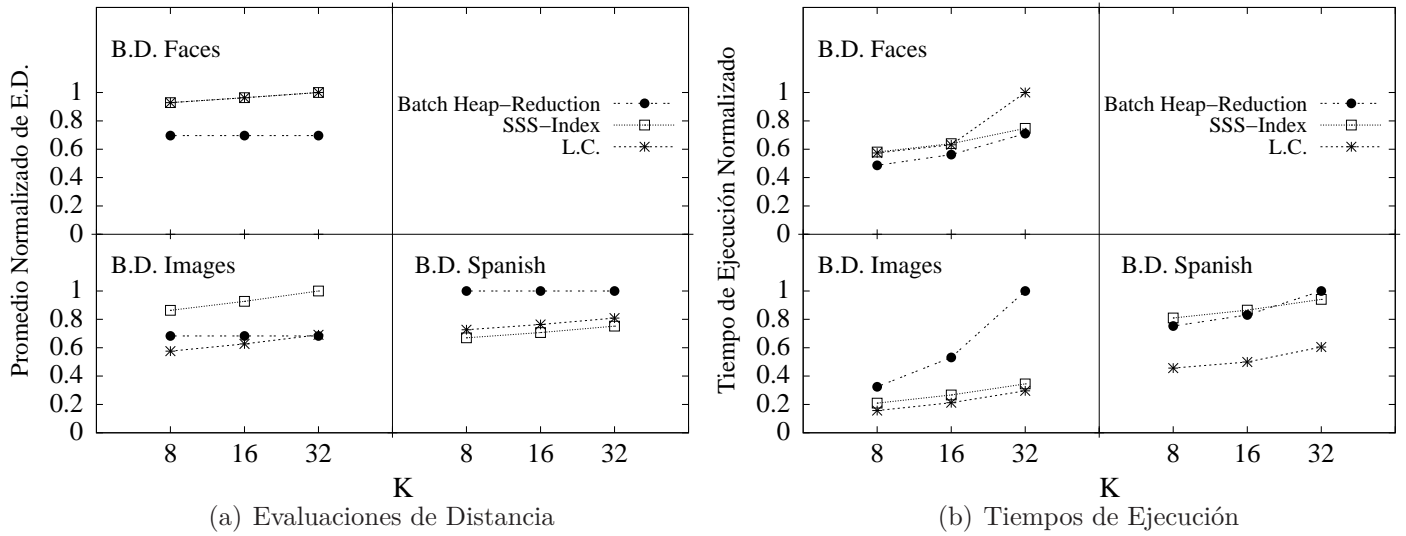 Promedio Normalizado de E.D.
B.D. Faces
1
0.8
0.6
0.4
0.2
0
Batch Heap−Reduction
SSS−Index
L.C.
B.D. Images
B.D. Spanish
1
0.8
0.6
0.4
0.2
0
8 16 32 8 16 32
K
(a) Evaluaciones de Distancia
Tiempo de Ejecución Normalizado
B.D. Faces
1
0.8
0.6
0.4
0.2
0
Batch Heap−Reduction
SSS−Index
L.C.
B.D. Images
B.D. Spanish
1
0.8
0.6
0.4
0.2
0
8 16 32 8 16 32
K
(b) Tiempos de Ejecución